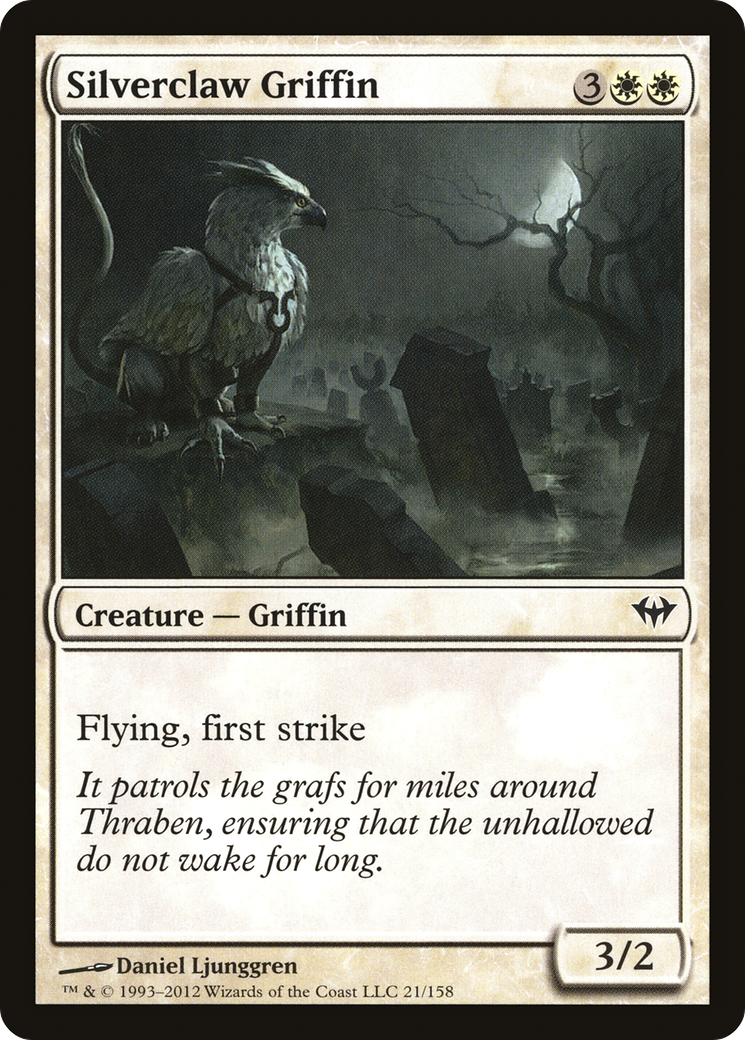 Silverclaw Griffin 3
Creature — Griffin
Flying, first strike
It patrols the grafs for miles around
Thraben, ensuring that the unhallowed
do not wake for long.
3/2
Daniel Ljunggren
™ & © 1993–2012 Wizards of the Coast LLC 21/158